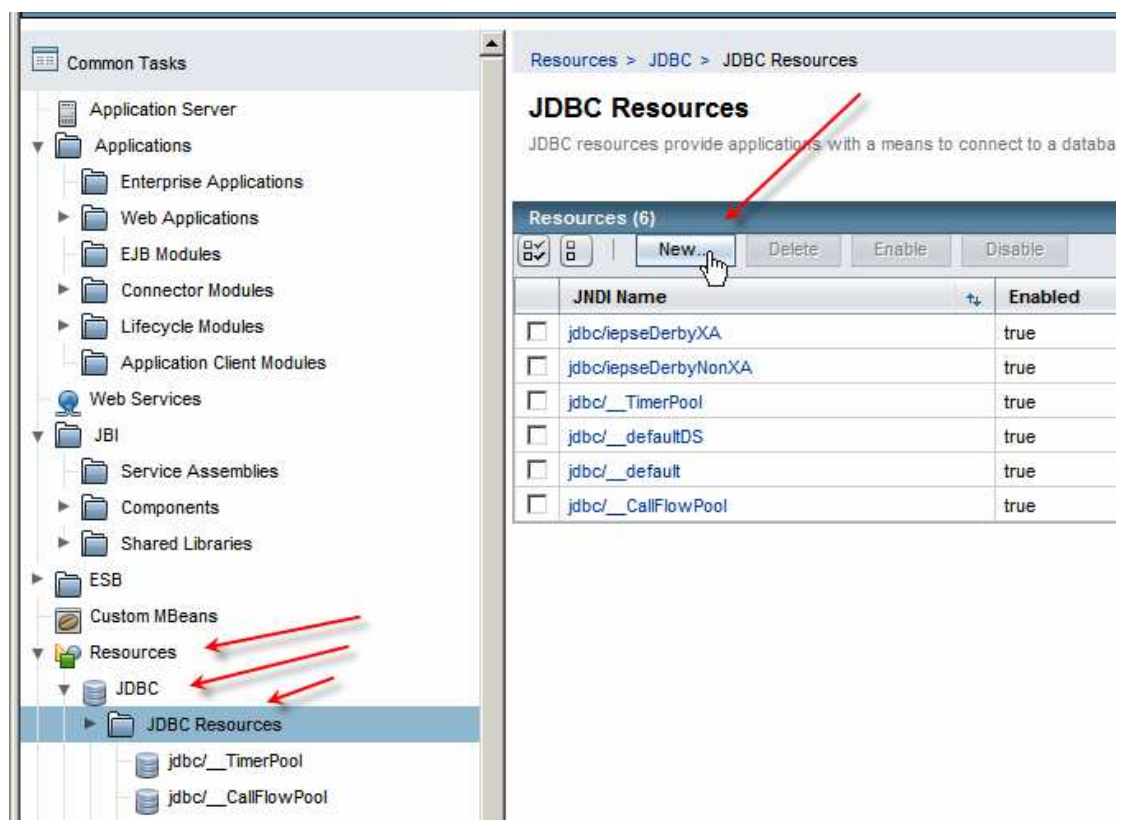 Common Tasks
Application Server
Applications
Enterprise Applications
Web Applications
EJB Modules
Connector Modules
Lifecycle Modules
Application Client Modules
Web Services
JBI
Service Assemblies
Components
Shared Libraries
ESB
Custom MBeans
Resources
JDBC
JDBC Resources
jdbc/__TimerPool
jdbc/__CallFlowPool
Resources > JDBC > JDBC Resources
JDBC Resources
JDBC resources provide applications with a means to connect to a databa
Resources (6)
New... Delete Enable Disable
JNDI Name Enabled
jdbc/iepseDerbyXA true
jdbc/iepseDerbyNonXA true
jdbc/__TimerPool true
jdbc/__defaultDS true
jdbc/__default true
jdbc/__CallFlowPool true